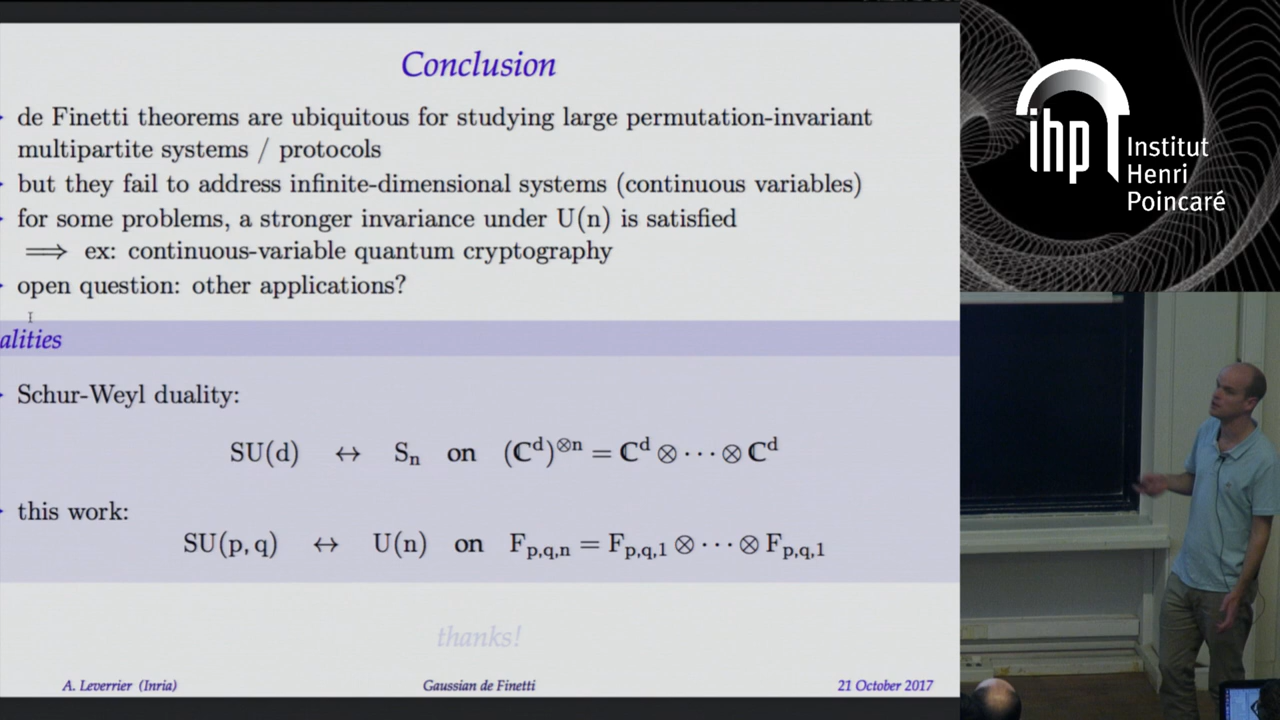 Conclusion
de Finetti theorems are ubiquitous for studying large permutation-invariant
multipartite systems / protocols
but they fail to address infinite-dimensional systems (continuous variables)
for some problems, a stronger invariance under U(n) is satisfied
⟹ ex: continuous-variable quantum cryptography
open question: other applications?
alities
Schur-Weyl duality:
SU(d) ↔ Sₙ on (ℂᵈ)^⊗n = ℂᵈ ⊗ ··· ⊗ ℂᵈ
this work:
SU(p, q) ↔ U(n) on F_p,q,n = F_p,q,1 ⊗ ··· ⊗ F_p,q,1
thanks!
A. Leverrier (Inria) Gaussian de Finetti 21 October 2017
ihp
Institut
Henri
Poincaré